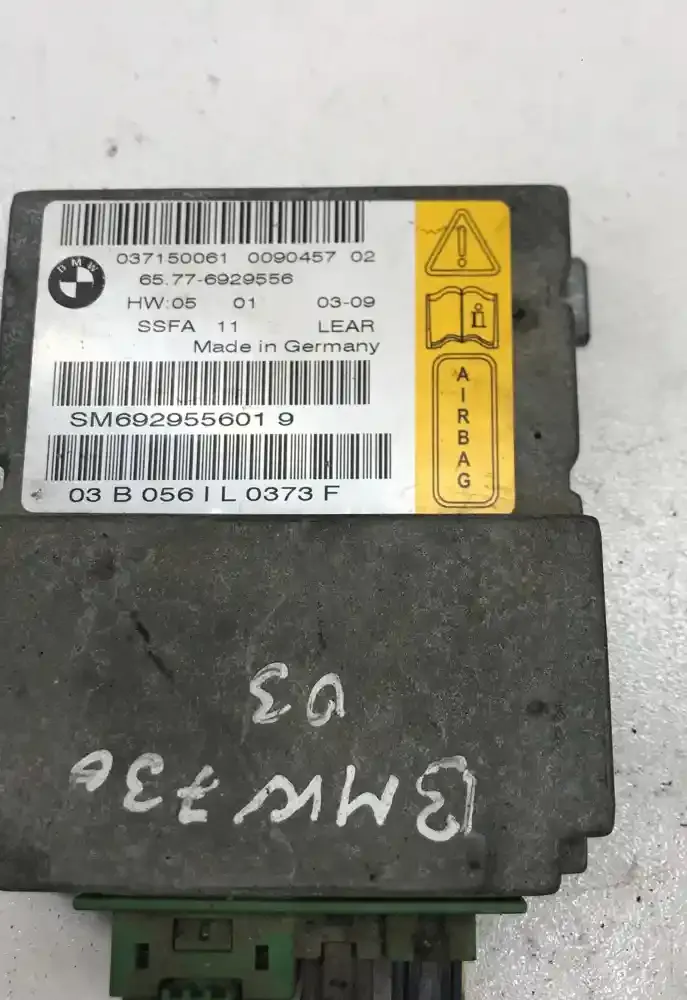 037150061 0090457 02
BMW
65.77-6929556
HW:05 01 03-09
SSFA 11 LEAR
Made in Germany
SM692955601 9
03 B 056 I L 0373 F
AIRBAG
BMW 730
03